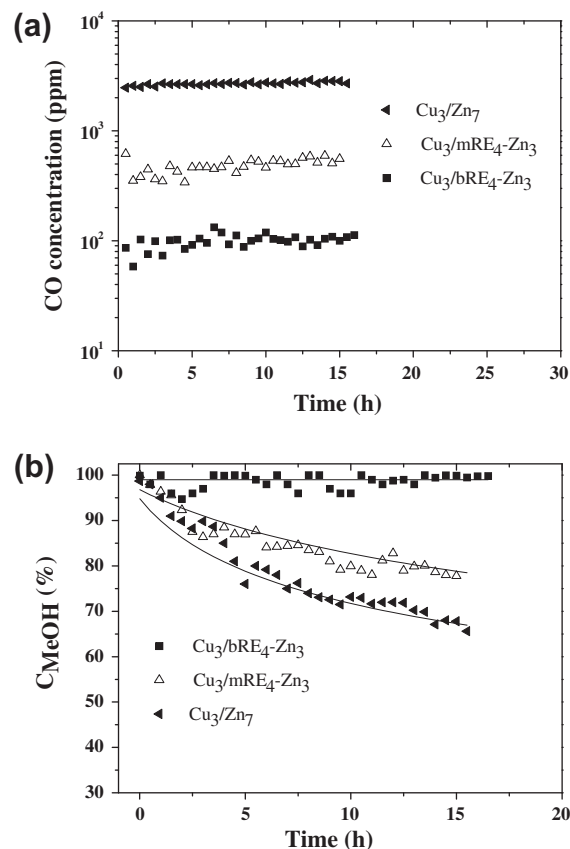 (a)
10⁴
10³
10²
10¹
CO concentration (ppm)
Cu₃/Zn₇
Cu₃/mRE₄-Zn₃
Cu₃/bRE₄-Zn₃
0 5 10 15 20 25 30
Time (h)
(b)
100
90
80
70
60
50
40
30
C_MeOH (%)
Cu₃/bRE₄-Zn₃
Cu₃/mRE₄-Zn₃
Cu₃/Zn₇
0 5 10 15 20
Time (h)